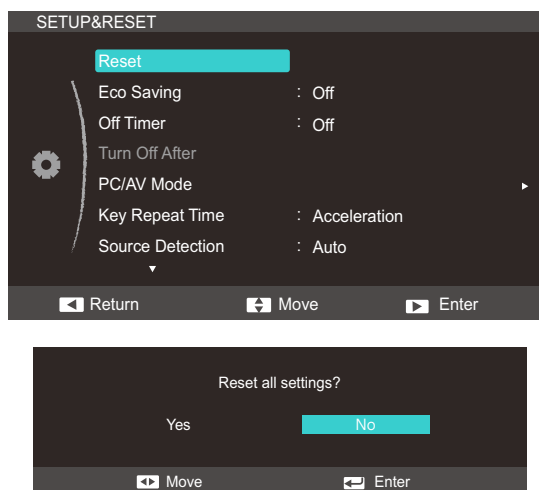 SETUP&RESET
Reset
Eco Saving : Off
Off Timer : Off
Turn Off After
PC/AV Mode
Key Repeat Time : Acceleration
Source Detection : Auto
Return Move Enter
Reset all settings?
Yes No
Move Enter